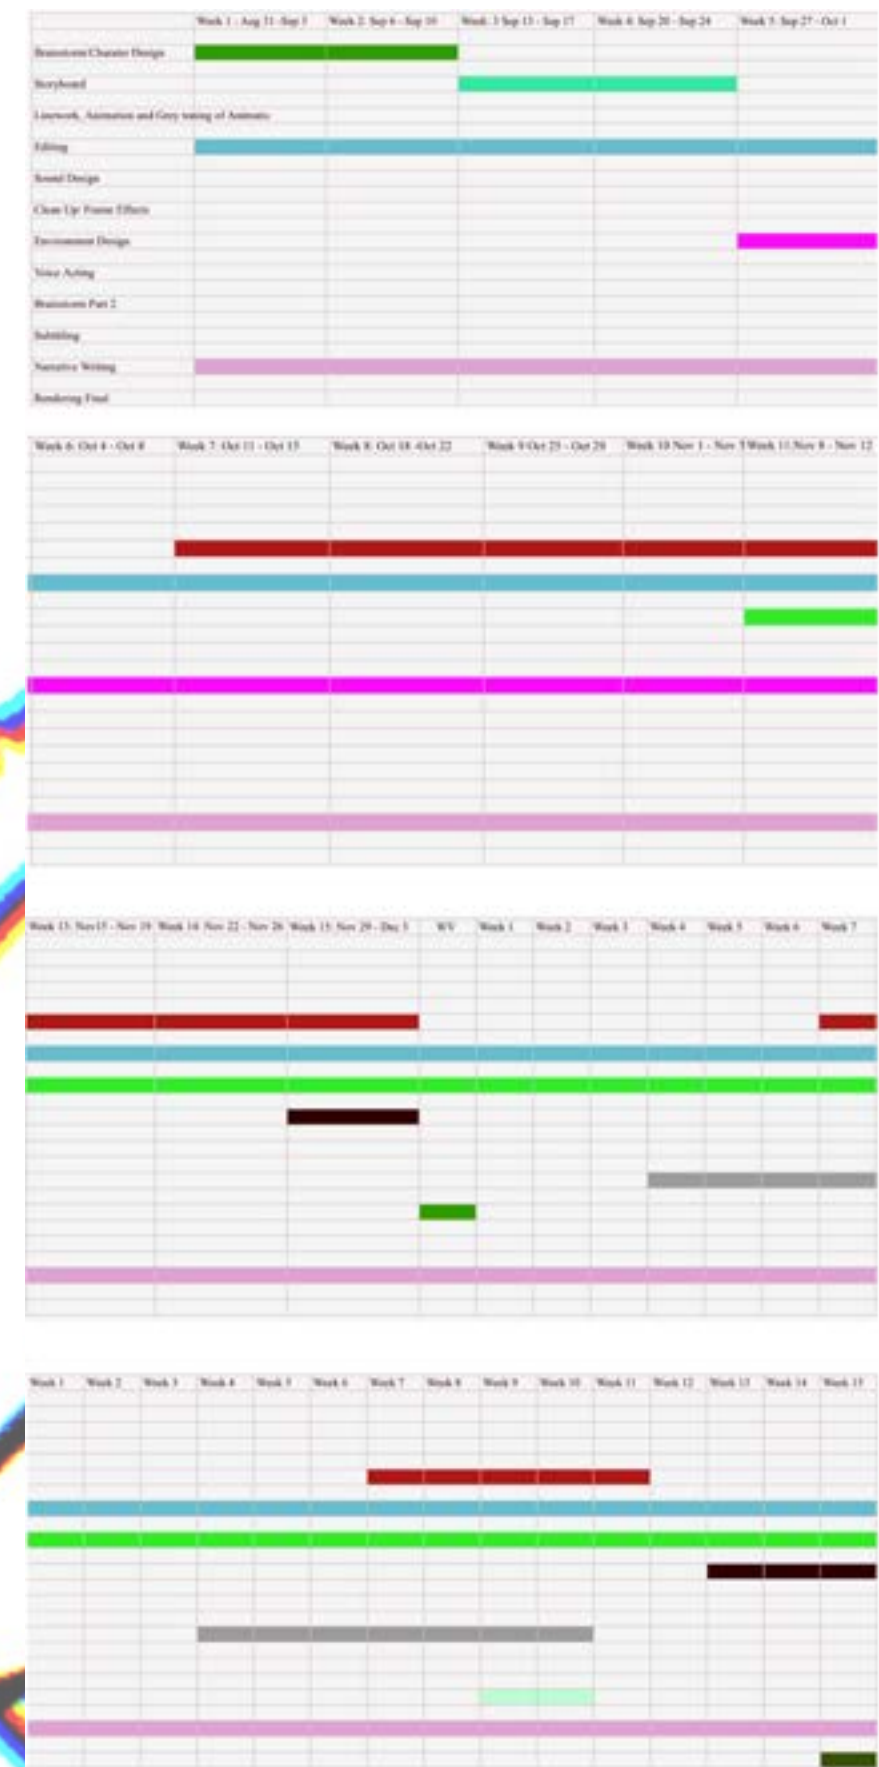 Week 1 - Aug 31 -Sep 3 Week 2: Sep 6 - Sep 10 Week: 3 Sep 13 - Sep 17 Week 4: Sep 20 - Sep 24 Week 5: Sep 27 - Oct 1
Brainstorm/Charater Design
Storyboard
Linework, Animation and Grey toning of Animatic
Editing
Sound Design
Clean Up/ Frame Effects
Environment Design
Voice Acting
Brainstorm Part 2
Subtitling
Narrative Writing
Rendering Final
Week 6: Oct 4 - Oct 8 Week 7: Oct 11 - Oct 15 Week 8: Oct 18 -Oct 22 Week 9 Oct 25 - Oct 29 Week 10 Nov 1 - Nov 5 Week 11:Nov 8 - Nov 12
Week 13: Nov15 - Nov 19 Week 14: Nov 22 - Nov 26 Week 15: Nov 29 - Dec 3 WV Week 1 Week 2 Week 3 Week 4 Week 5 Week 6 Week 7
Week 1 Week 2 Week 3 Week 4 Week 5 Week 6 Week 7 Week 8 Week 9 Week 10 Week 11 Week 12 Week 13 Week 14 Week 15